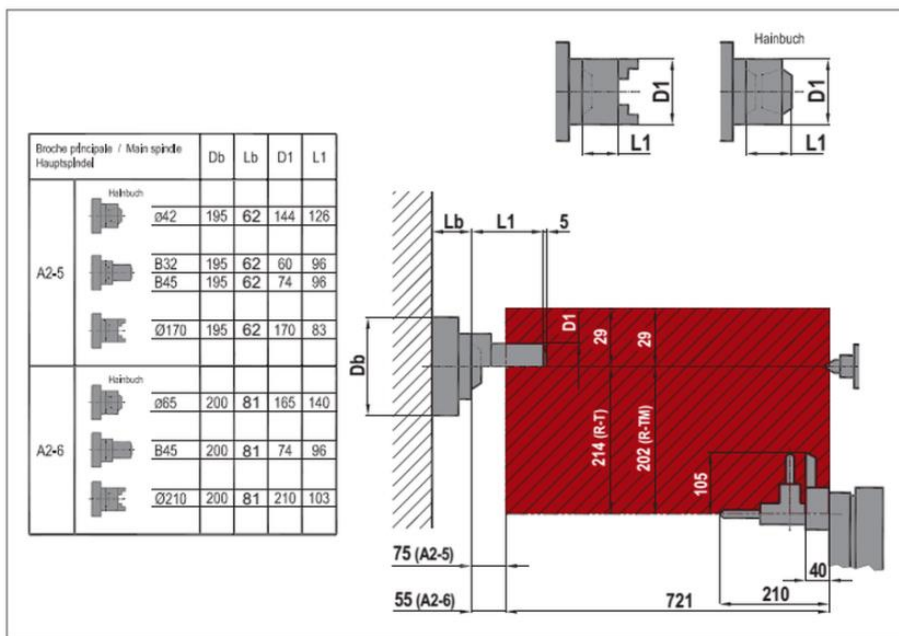 Hainbuch
D1
D1
L1
L1
Broche principale / Main spindle
Hauptspindel
Db Lb D1 L1
A2-5
Hainbuch
ø42 195 62 144 126
B32 195 62 60 96
B45 195 62 74 96
Ø170 195 62 170 83
A2-6
Hainbuch
ø65 200 81 165 140
B45 200 81 74 96
Ø210 200 81 210 103
Lb L1 5
D1
29
29
Db
214 (R-T)
202 (R-TM)
105
75 (A2-5)
40
55 (A2-6)
721
210